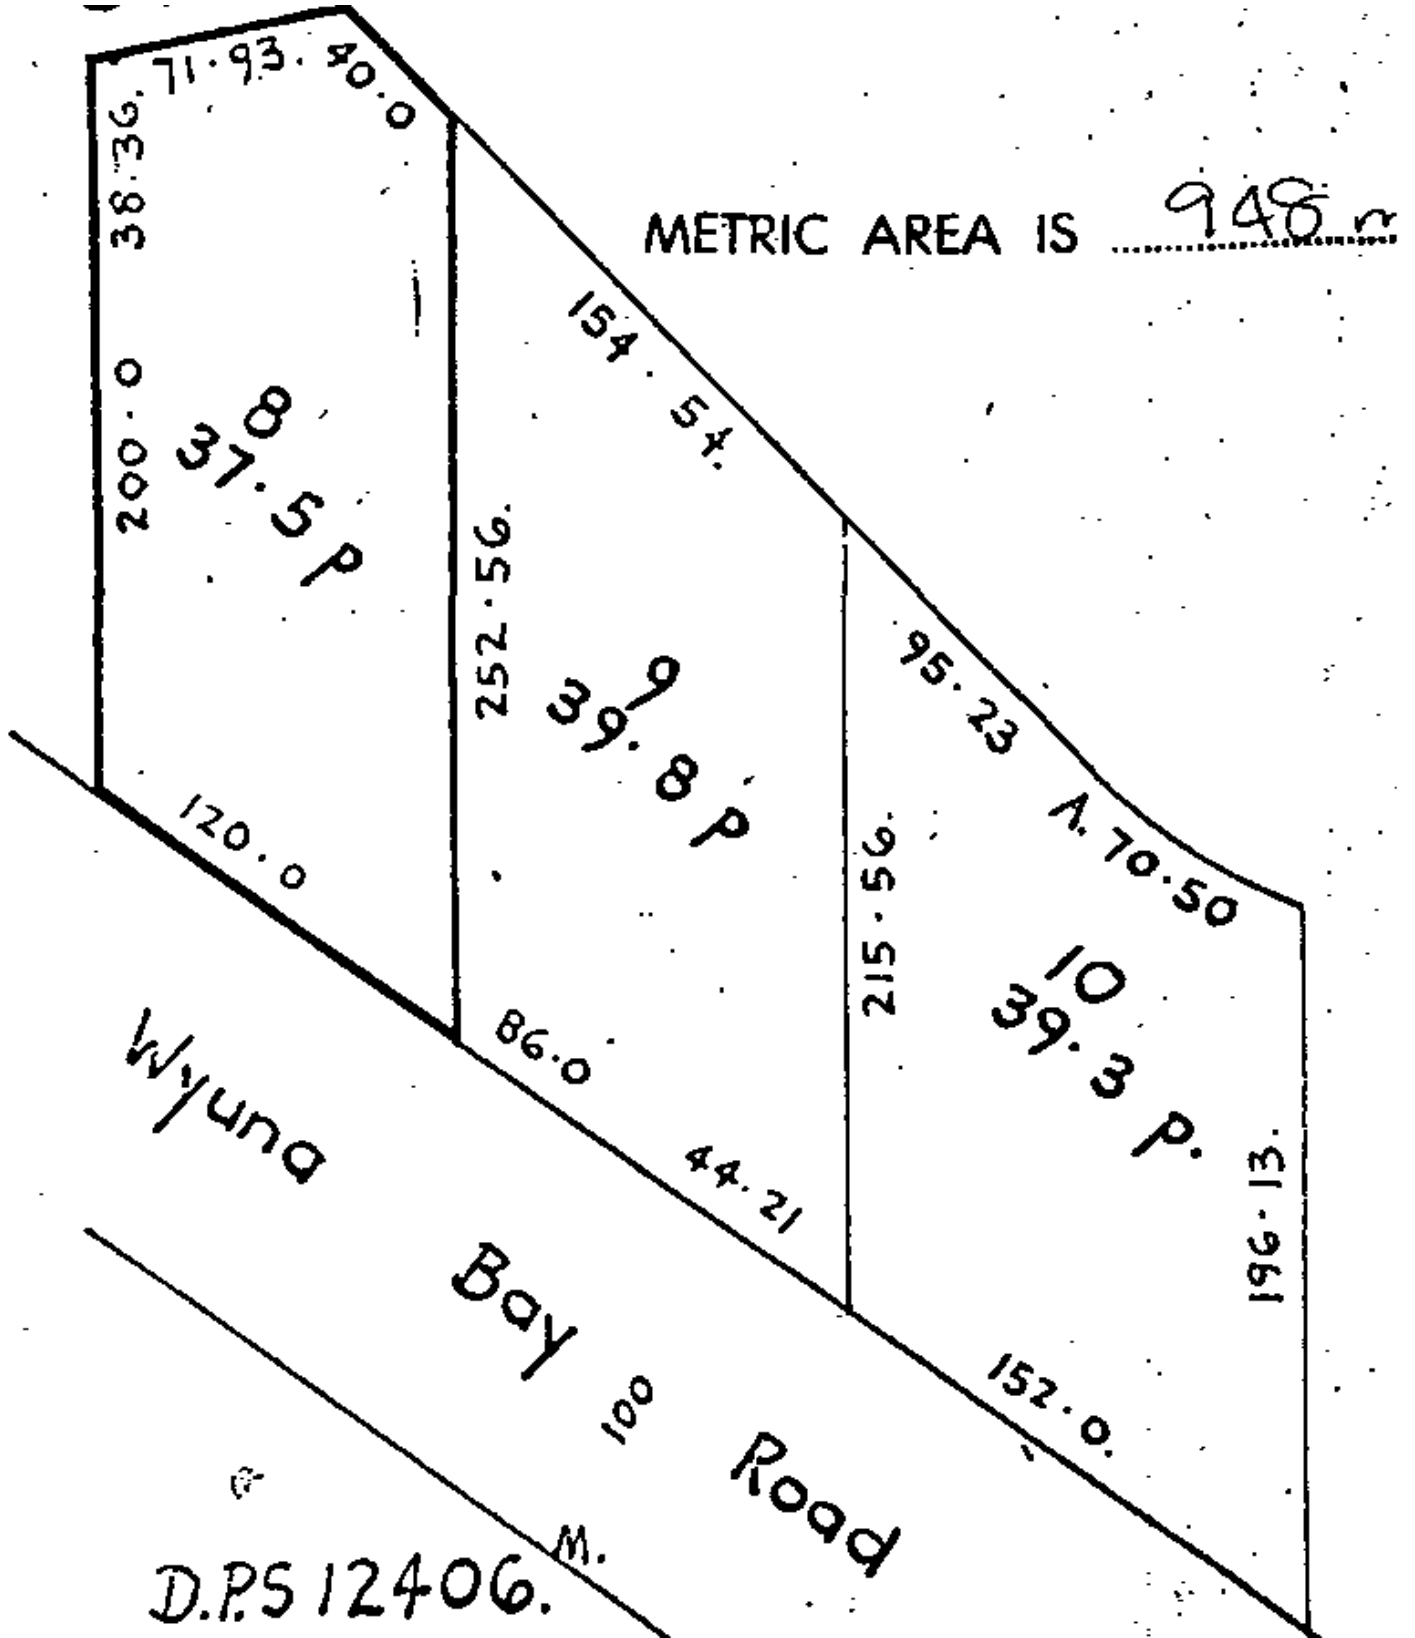 71·93.
40·0
38·36.
200·0
METRIC AREA IS 948
8
37·5 P
154·54.
252·56.
9
39·8 P
95·23
A. 70·50
120·0
215·56.
10
39·3 P.
86·0
44·21
196·13.
152·0.
Wyuna Bay Road
100
M.
D.P.S 12406.